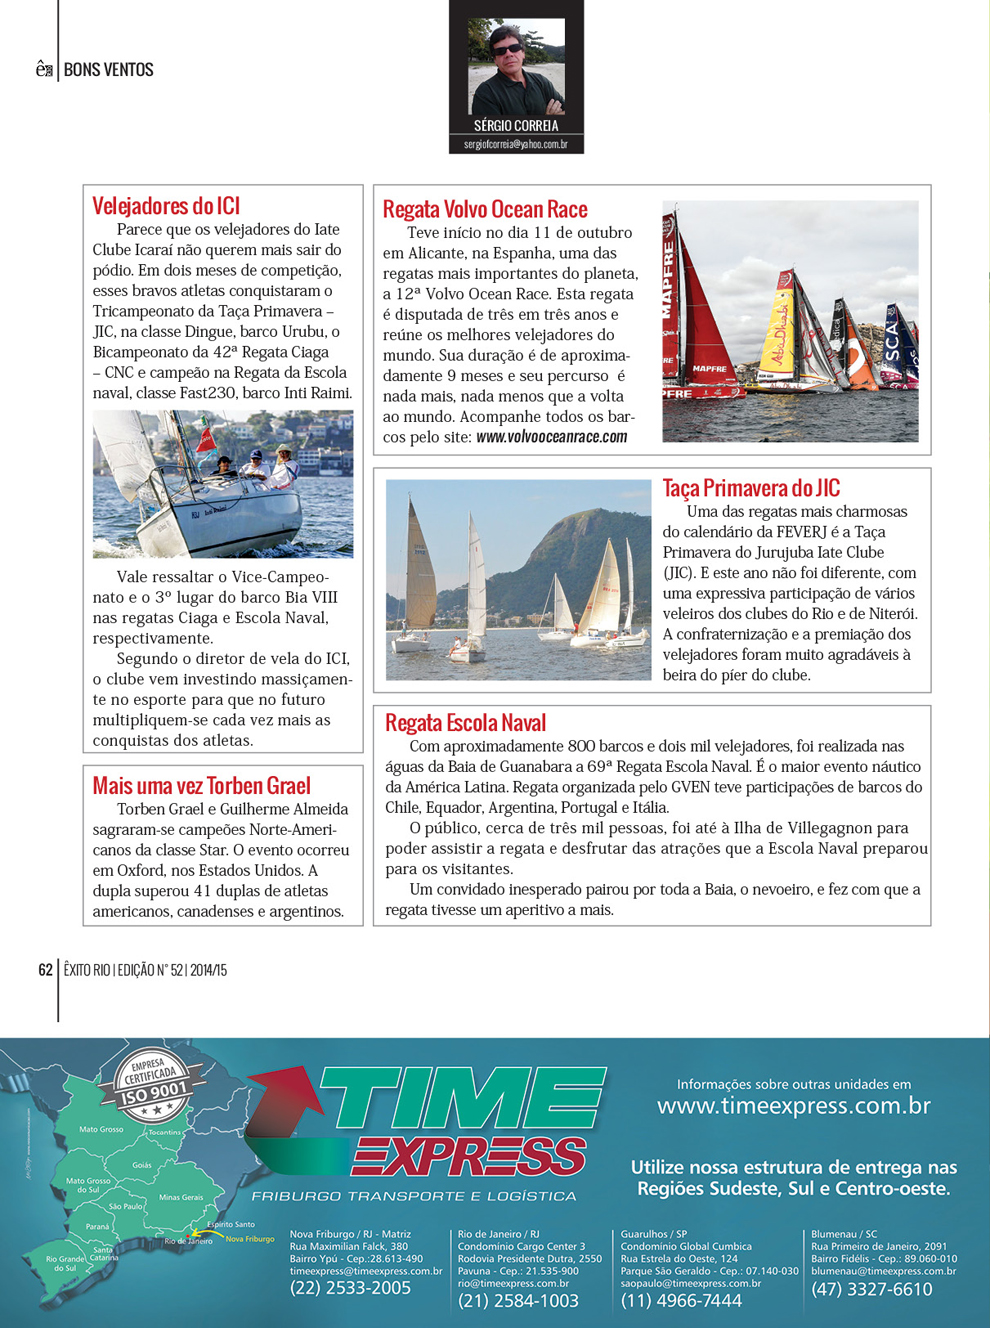 ê
BONS VENTOS
SÉRGIO CORREIA
sergiofcorreia@yahoo.com.br
Velejadores do ICI
Parece que os velejadores do Iate
Clube Icaraí não querem mais sair do
pódio. Em dois meses de competição,
esses bravos atletas conquistaram o
Tricampeonato da Taça Primavera –
JIC, na classe Dingue, barco Urubu, o
Bicampeonato da 42ª Regata Ciaga
– CNC e campeão na Regata da Escola
naval, classe Fast230, barco Inti Raimi.
Vale ressaltar o Vice-Campeo-
nato e o 3º lugar do barco Bia VIII
nas regatas Ciaga e Escola Naval,
respectivamente.
Segundo o diretor de vela do ICI,
o clube vem investindo massiçamen-
te no esporte para que no futuro
multipliquem-se cada vez mais as
conquistas dos atletas.
Mais uma vez Torben Grael
Torben Grael e Guilherme Almeida
sagraram-se campeões Norte-Ameri-
canos da classe Star. O evento ocorreu
em Oxford, nos Estados Unidos. A
dupla superou 41 duplas de atletas
americanos, canadenses e argentinos.
Regata Volvo Ocean Race
Teve início no dia 11 de outubro
em Alicante, na Espanha, uma das
regatas mais importantes do planeta,
a 12ª Volvo Ocean Race. Esta regata
é disputada de três em três anos e
reúne os melhores velejadores do
mundo. Sua duração é de aproxima-
damente 9 meses e seu percurso é
nada mais, nada menos que a volta
ao mundo. Acompanhe todos os bar-
cos pelo site: www.volvooceanrace.com
MAPFRE
MAPFRE
MAPFRE
Abu Dhabi
SCA
Taça Primavera do JIC
Uma das regatas mais charmosas
do calendário da FEVERJ é a Taça
Primavera do Jurujuba Iate Clube
(JIC). E este ano não foi diferente, com
uma expressiva participação de vários
veleiros dos clubes do Rio e de Niterói.
A confraternização e a premiação dos
velejadores foram muito agradáveis à
beira do píer do clube.
Regata Escola Naval
Com aproximadamente 800 barcos e dois mil velejadores, foi realizada nas
águas da Baia de Guanabara a 69ª Regata Escola Naval. É o maior evento náutico
da América Latina. Regata organizada pelo GVEN teve participações de barcos do
Chile, Equador, Argentina, Portugal e Itália.
O público, cerca de três mil pessoas, foi até à Ilha de Villegagnon para
poder assistir a regata e desfrutar das atrações que a Escola Naval preparou
para os visitantes.
Um convidado inesperado pairou por toda a Baia, o nevoeiro, e fez com que a
regata tivesse um aperitivo a mais.
62 ÊXITO RIO | EDIÇÃO N° 52 | 2014/15
EMPRESA
CERTIFICADA
ISO 9001
Mato Grosso
Tocantins
Goiás
Mato Grosso
do Sul
Minas Gerais
São Paulo
Paraná
Espírito Santo
Rio de Janeiro
Nova Friburgo
Santa
Catarina
Rio Grande
do Sul
TIME
EXPRESS
FRIBURGO TRANSPORTE E LOGÍSTICA
Informações sobre outras unidades em
www.timeexpress.com.br
Utilize nossa estrutura de entrega nas
Regiões Sudeste, Sul e Centro-oeste.
Nova Friburgo / RJ - Matriz
Rua Maximilian Falck, 380
Bairro Ypú - Cep.:28.613-490
timeexpress@timeexpress.com.br
(22) 2533-2005
Rio de Janeiro / RJ
Condomínio Cargo Center 3
Rodovia Presidente Dutra, 2550
Pavuna - Cep.: 21.535-900
rio@timeexpress.com.br
(21) 2584-1003
Guarulhos / SP
Condomínio Global Cumbica
Rua Estrela do Oeste, 124
Parque São Geraldo - Cep.: 07.140-030
saopaulo@timeexpress.com.br
(11) 4966-7444
Blumenau / SC
Rua Primeiro de Janeiro, 2091
Bairro Fidélis - Cep.: 89.060-010
blumenau@timeexpress.com.br
(47) 3327-6610